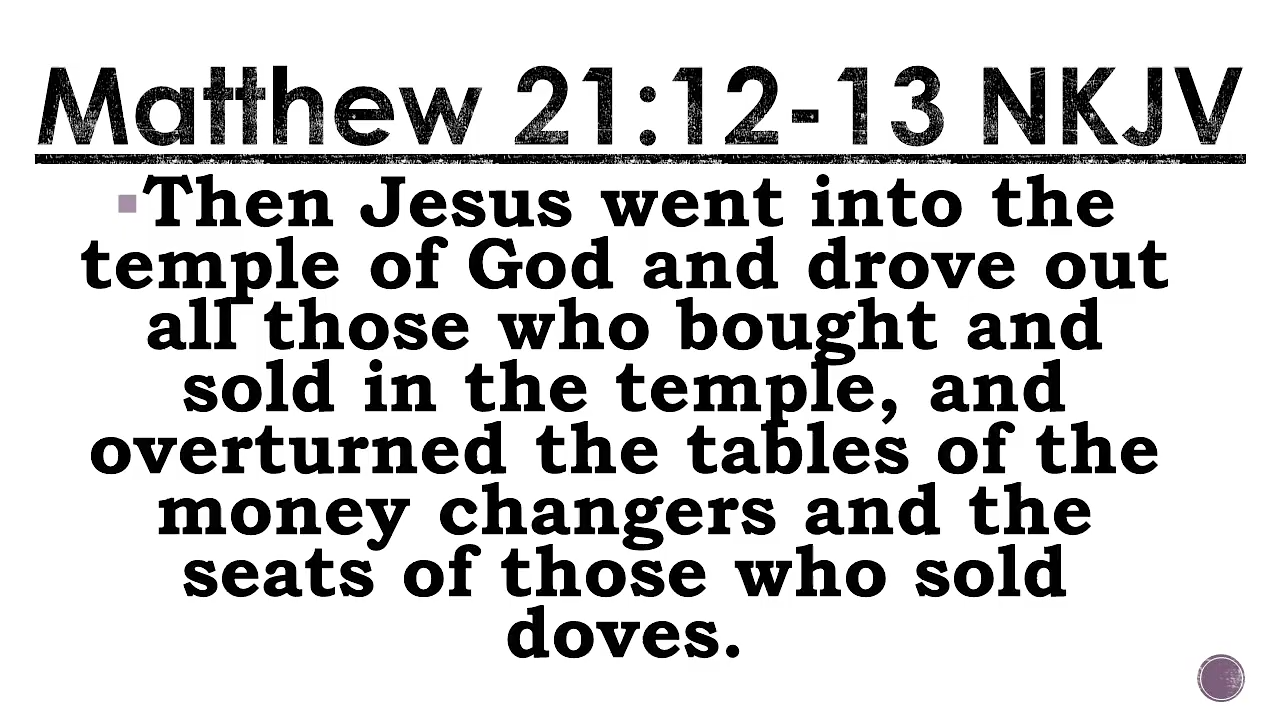 Matthew 21:12-13 NKJV
▪Then Jesus went into the
temple of God and drove out
all those who bought and
sold in the temple, and
overturned the tables of the
money changers and the
seats of those who sold
doves.